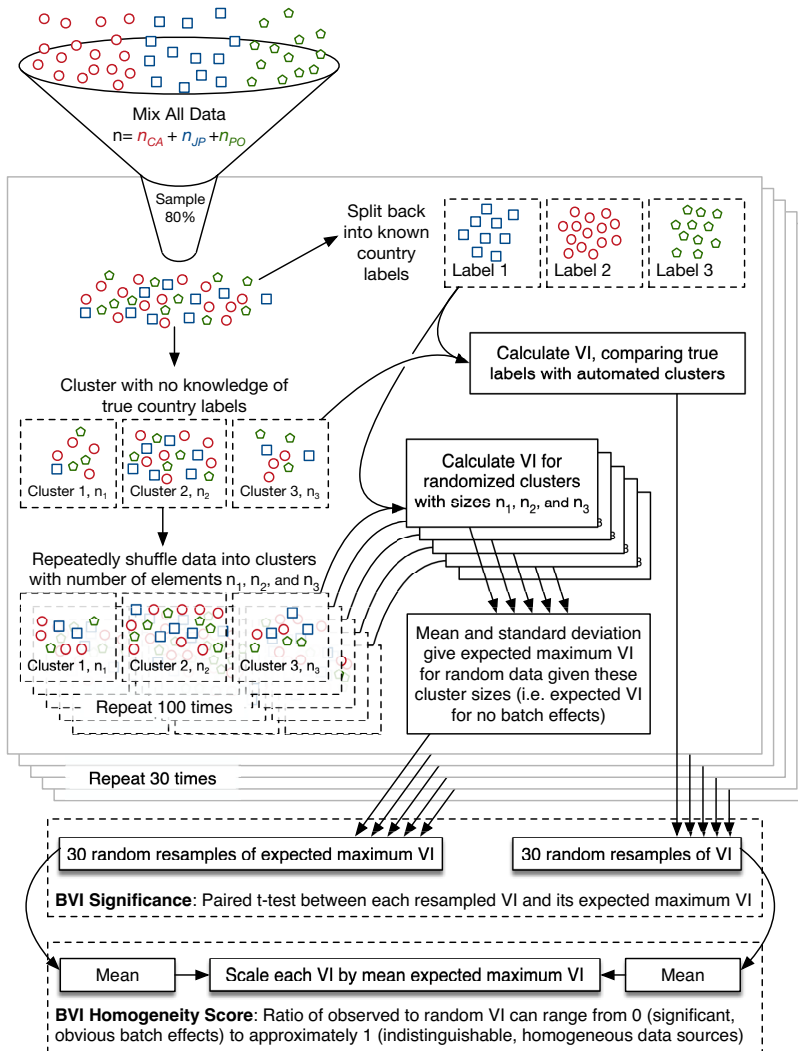 Mix All Data
n= nCA + nJP +nPO
Sample
80%
Split back
into known
country
labels
Label 1
Label 2
Label 3
Calculate VI, comparing true
labels with automated clusters
Cluster with no knowledge of
true country labels
Cluster 1, n₁
Cluster 2, n₂
Cluster 3, n₃
Calculate VI for
randomized clusters
with sizes n₁, n₂, and n₃
3
3
3
3
Repeatedly shuffle data into clusters
with number of elements n₁, n₂, and n₃
Cluster 1, n₁
Cluster 2, n₂
Cluster 3, n₃
Repeat 100 times
Mean and standard deviation
give expected maximum VI
for random data given these
cluster sizes (i.e. expected VI
for no batch effects)
Repeat 30 times
30 random resamples of expected maximum VI
30 random resamples of VI
BVI Significance: Paired t-test between each resampled VI and its expected maximum VI
Mean
Scale each VI by mean expected maximum VI
Mean
BVI Homogeneity Score: Ratio of observed to random VI can range from 0 (significant,
obvious batch effects) to approximately 1 (indistinguishable, homogeneous data sources)